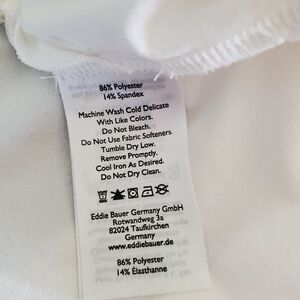 86% Polyester
14% Spandex
Machine Wash Cold Delicate
With Like Colors.
Do Not Bleach.
Do Not Use Fabric Softeners.
Tumble Dry Low.
Remove Promptly.
Cool Iron As Desired.
Do Not Dry Clean.
Eddie Bauer Germany GmbH
Rotwandweg 3a
82024 Taufkirchen
Germany
www.eddiebauer.de
86% Polyester
14% Élasthanne